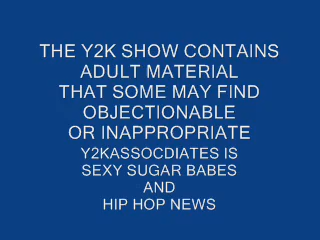 THE Y2K SHOW CONTAINS
ADULT MATERIAL
THAT SOME MAY FIND
OBJECTIONABLE
OR INAPPROPRIATE
Y2KASSOCDIATES IS
SEXY SUGAR BABES
AND
HIP HOP NEWS